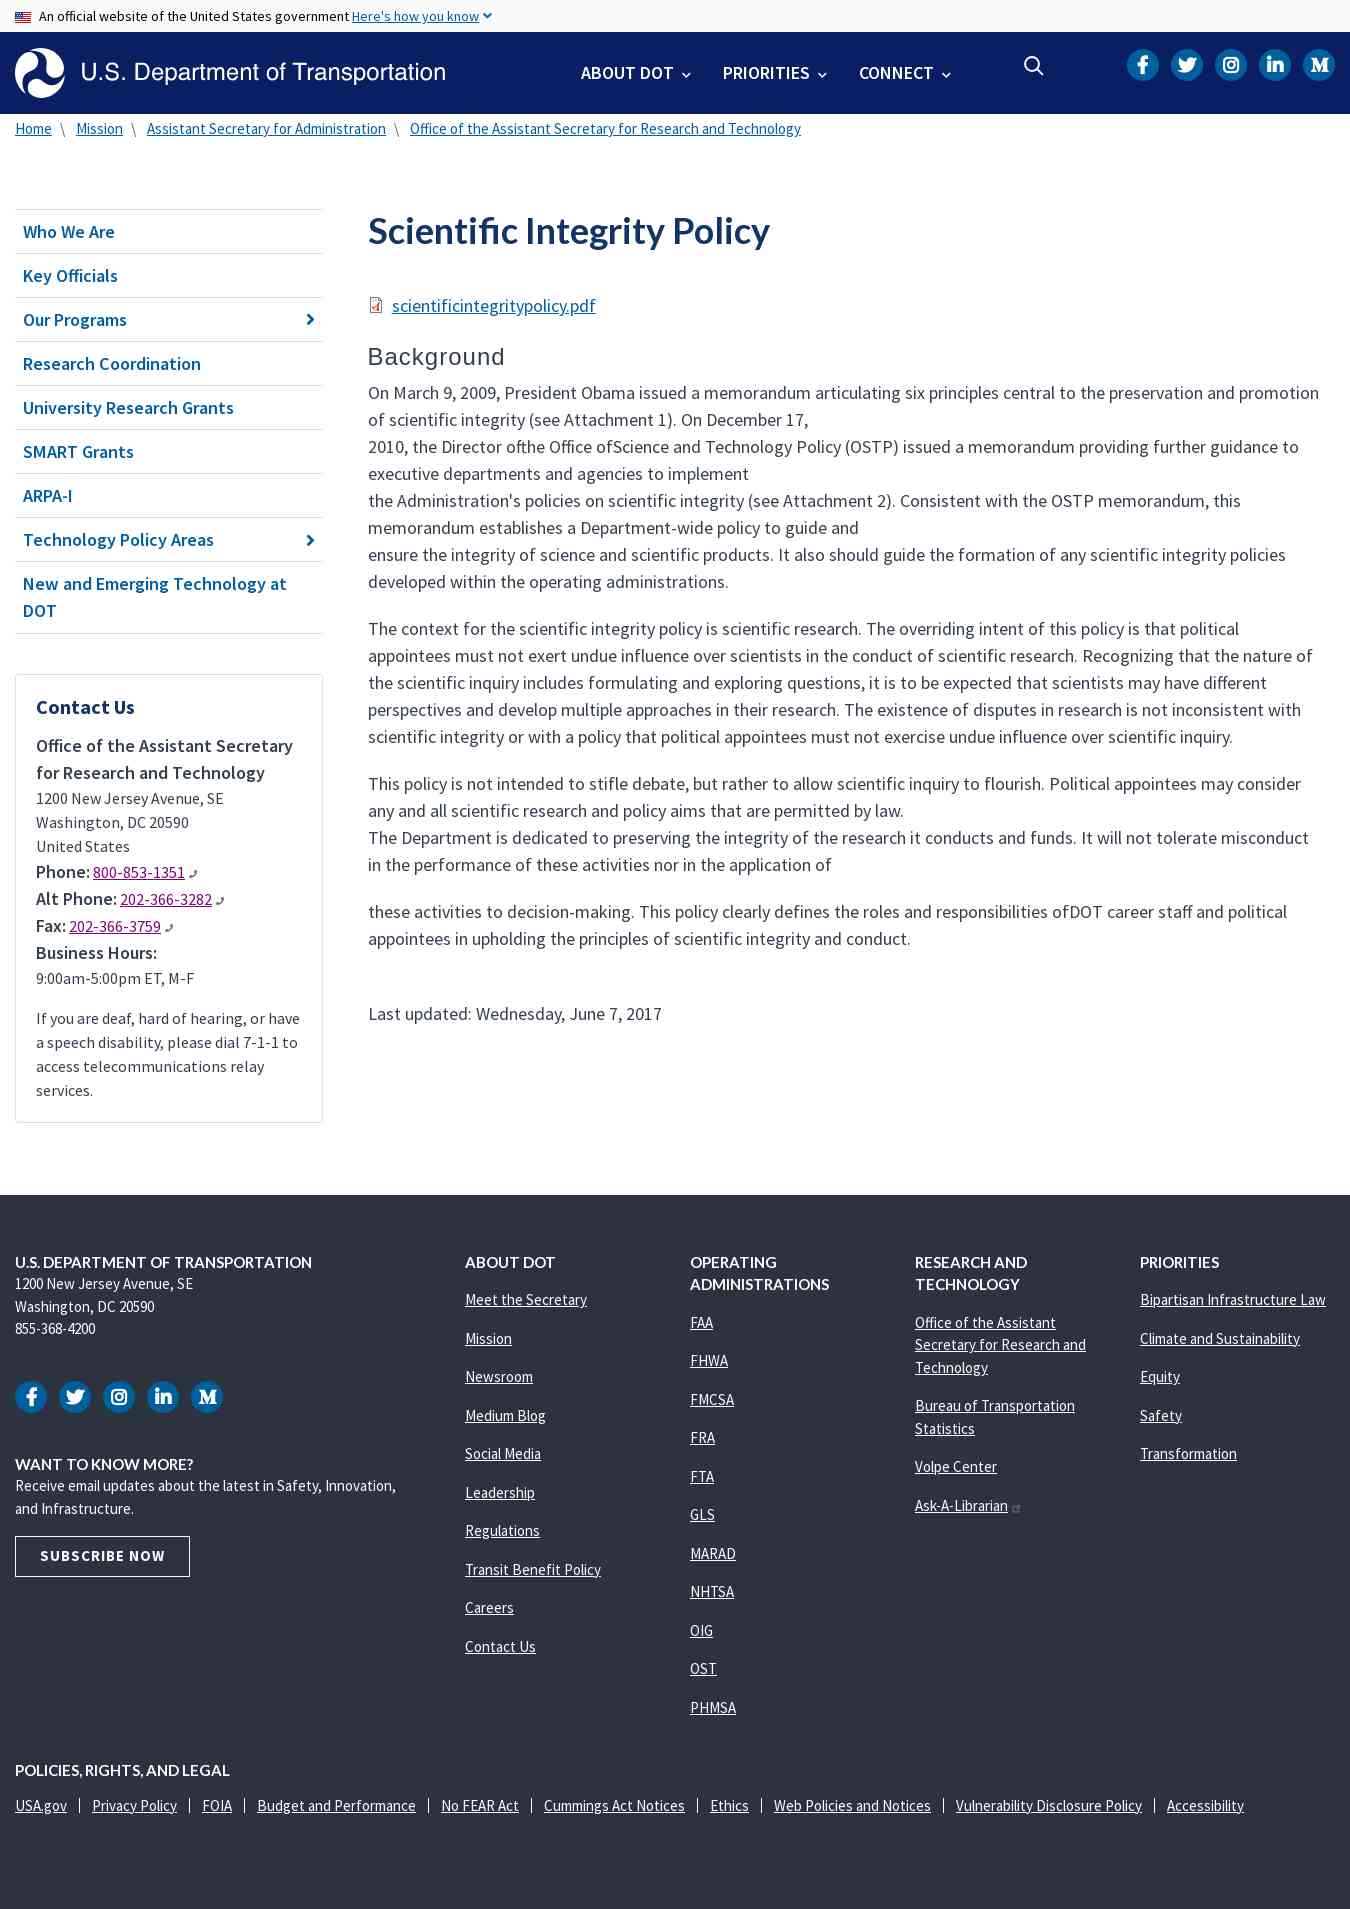 An official website of the United States government Here's how you know
U.S. Department of Transportation
ABOUT DOT
PRIORITIES
CONNECT
Home \ Mission \ Assistant Secretary for Administration \ Office of the Assistant Secretary for Research and Technology
Who We Are
Key Officials
Our Programs
Research Coordination
University Research Grants
SMART Grants
ARPA-I
Technology Policy Areas
New and Emerging Technology at
DOT
Contact Us
Office of the Assistant Secretary
for Research and Technology
1200 New Jersey Avenue, SE
Washington, DC 20590
United States
Phone: 800-853-1351
Alt Phone: 202-366-3282
Fax: 202-366-3759
Business Hours:
9:00am-5:00pm ET, M-F
If you are deaf, hard of hearing, or have
a speech disability, please dial 7-1-1 to
access telecommunications relay
services.
Scientific Integrity Policy
scientificintegritypolicy.pdf
Background
On March 9, 2009, President Obama issued a memorandum articulating six principles central to the preservation and promotion
of scientific integrity (see Attachment 1). On December 17,
2010, the Director ofthe Office ofScience and Technology Policy (OSTP) issued a memorandum providing further guidance to
executive departments and agencies to implement
the Administration's policies on scientific integrity (see Attachment 2). Consistent with the OSTP memorandum, this
memorandum establishes a Department-wide policy to guide and
ensure the integrity of science and scientific products. It also should guide the formation of any scientific integrity policies
developed within the operating administrations.
The context for the scientific integrity policy is scientific research. The overriding intent of this policy is that political
appointees must not exert undue influence over scientists in the conduct of scientific research. Recognizing that the nature of
the scientific inquiry includes formulating and exploring questions, it is to be expected that scientists may have different
perspectives and develop multiple approaches in their research. The existence of disputes in research is not inconsistent with
scientific integrity or with a policy that political appointees must not exercise undue influence over scientific inquiry.
This policy is not intended to stifle debate, but rather to allow scientific inquiry to flourish. Political appointees may consider
any and all scientific research and policy aims that are permitted by law.
The Department is dedicated to preserving the integrity of the research it conducts and funds. It will not tolerate misconduct
in the performance of these activities nor in the application of
these activities to decision-making. This policy clearly defines the roles and responsibilities ofDOT career staff and political
appointees in upholding the principles of scientific integrity and conduct.
Last updated: Wednesday, June 7, 2017
U.S. DEPARTMENT OF TRANSPORTATION
1200 New Jersey Avenue, SE
Washington, DC 20590
855-368-4200
WANT TO KNOW MORE?
Receive email updates about the latest in Safety, Innovation,
and Infrastructure.
SUBSCRIBE NOW
ABOUT DOT
Meet the Secretary
Mission
Newsroom
Medium Blog
Social Media
Leadership
Regulations
Transit Benefit Policy
Careers
Contact Us
OPERATING
ADMINISTRATIONS
FAA
FHWA
FMCSA
FRA
FTA
GLS
MARAD
NHTSA
OIG
OST
PHMSA
RESEARCH AND
TECHNOLOGY
Office of the Assistant
Secretary for Research and
Technology
Bureau of Transportation
Statistics
Volpe Center
Ask-A-Librarian
PRIORITIES
Bipartisan Infrastructure Law
Climate and Sustainability
Equity
Safety
Transformation
POLICIES, RIGHTS, AND LEGAL
USA.gov | Privacy Policy | FOIA | Budget and Performance | No FEAR Act | Cummings Act Notices | Ethics | Web Policies and Notices | Vulnerability Disclosure Policy | Accessibility